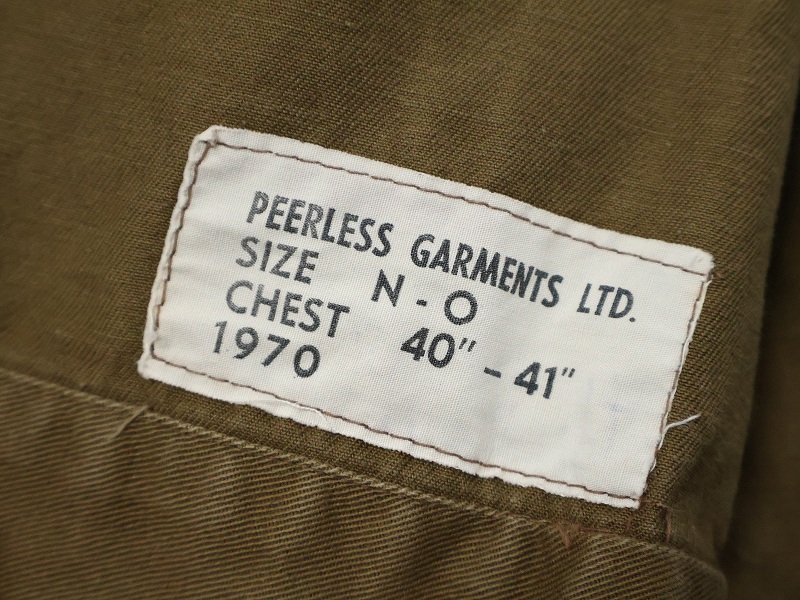 PEERLESS GARMENTS LTD.
SIZE N - O
CHEST 40" - 41"
1970